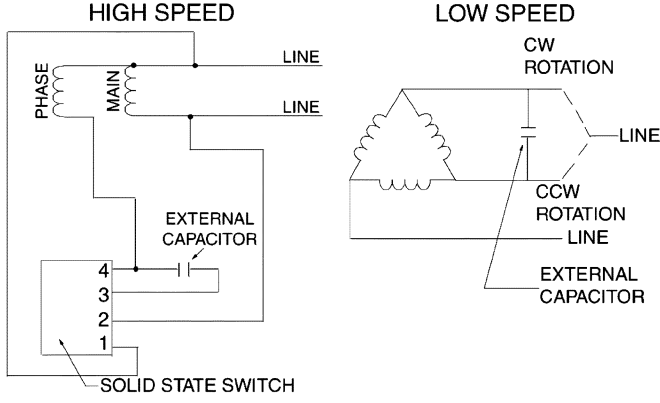 HIGH SPEED
LOW SPEED
LINE
PHASE
MAIN
LINE
EXTERNAL
CAPACITOR
4
3
2
1
SOLID STATE SWITCH
CW
ROTATION
LINE
CCW
ROTATION
LINE
EXTERNAL
CAPACITOR